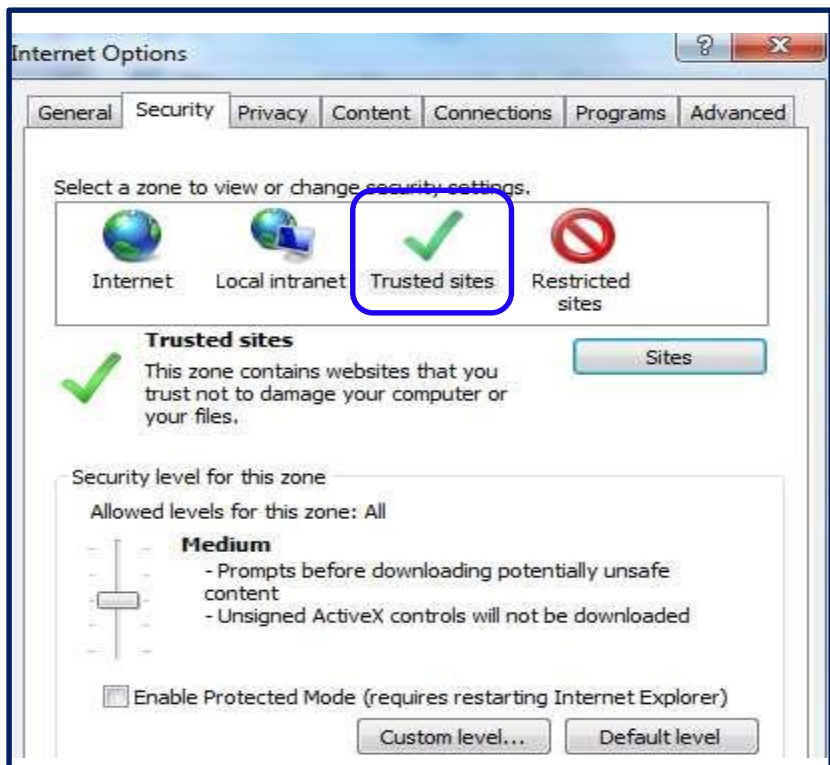 Internet Options
General Security Privacy Content Connections Programs Advanced
Select a zone to view or change security settings.
Internet Local intranet Trusted sites Restricted sites
Trusted sites
Sites
This zone contains websites that you
trust not to damage your computer or
your files.
Security level for this zone
Allowed levels for this zone: All
Medium
- Prompts before downloading potentially unsafe
content
- Unsigned ActiveX controls will not be downloaded
Enable Protected Mode (requires restarting Internet Explorer)
Custom level... Default level